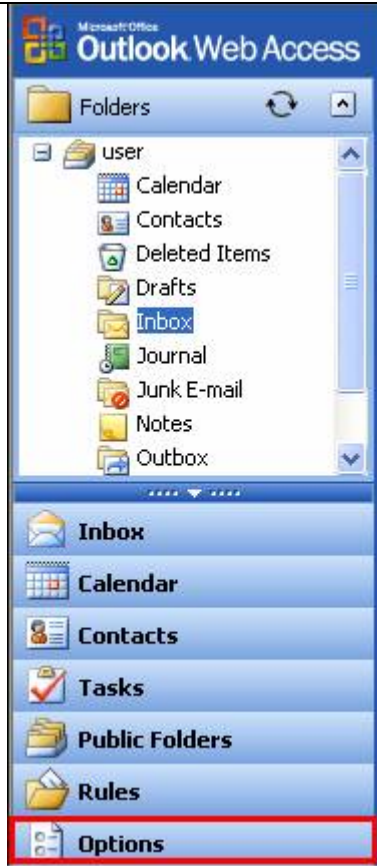 Microsoft Office
Outlook Web Access
Folders
user
Calendar
Contacts
Deleted Items
Drafts
Inbox
Journal
Junk E-mail
Notes
Outbox
Inbox
Calendar
Contacts
Tasks
Public Folders
Rules
Options